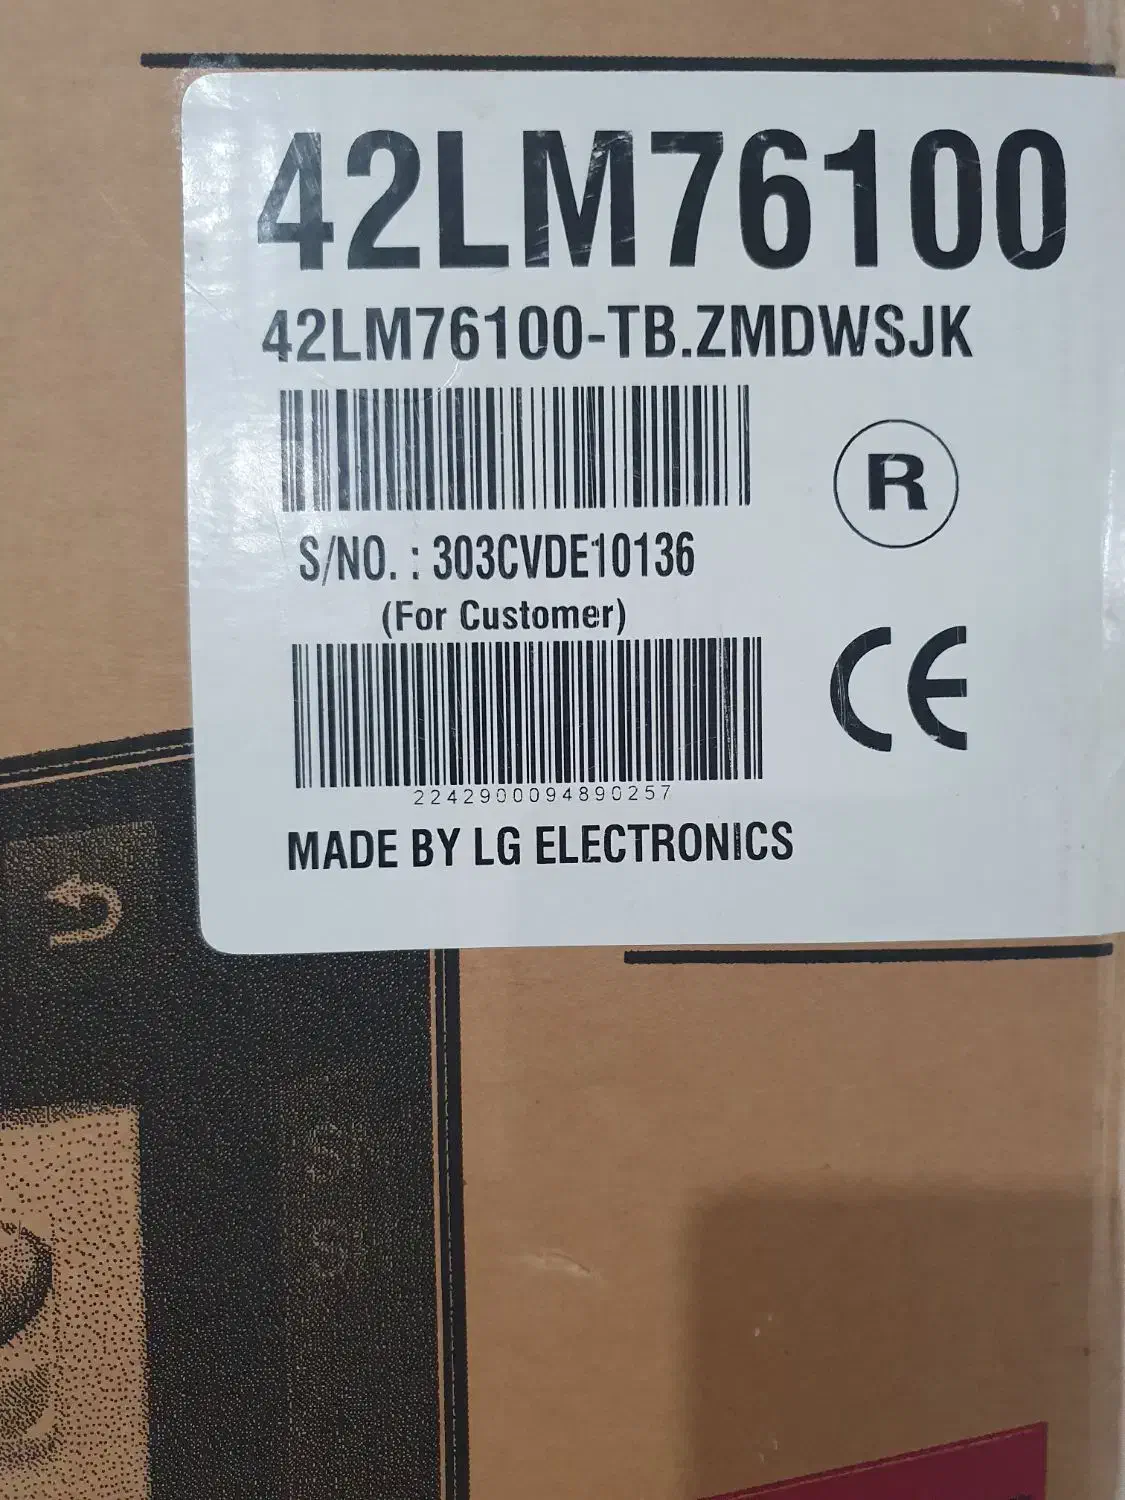 42LM76100
42LM76100-TB.ZMDWSJK
R
S/NO. : 303CVDE10136
(For Customer)
CE
2242900094890257
MADE BY LG ELECTRONICS